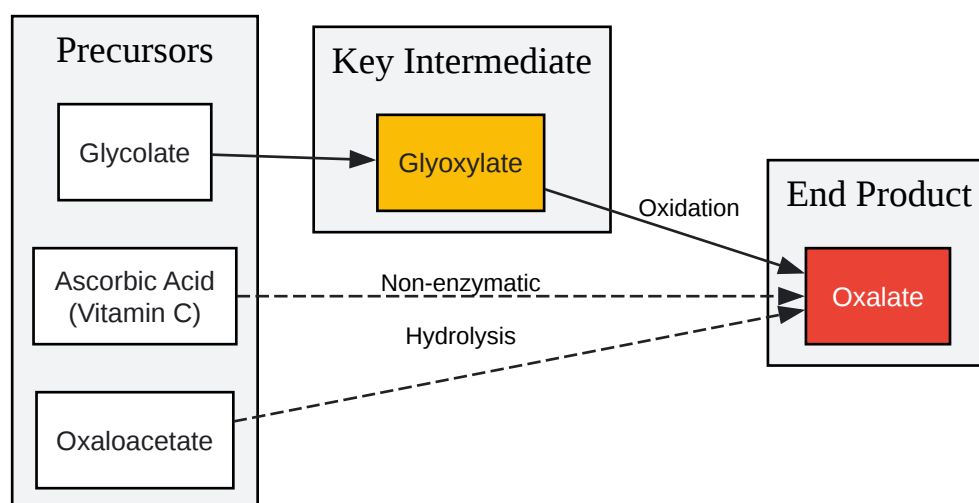 Precursors
Glycolate
Ascorbic Acid
(Vitamin C)
Oxaloacetate
Key Intermediate
Glyoxylate
Oxidation
Non-enzymatic
Hydrolysis
End Product
Oxalate